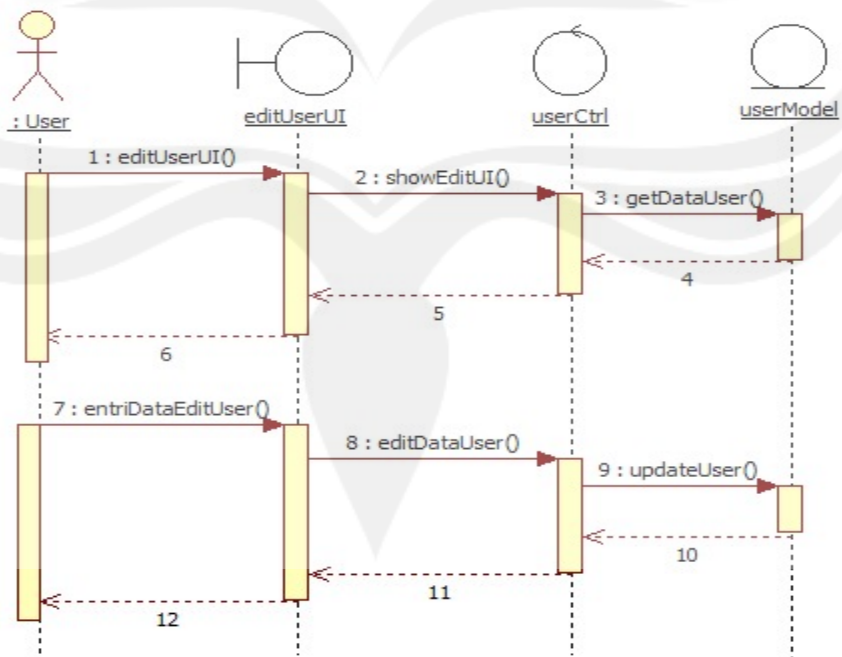 : User
editUserUI
userCtrl
userModel
1 : editUserUI()
2 : showEditUI()
3 : getDataUser()
4
5
6
7 : entriDataEditUser()
8 : editDataUser()
9 : updateUser()
10
11
12